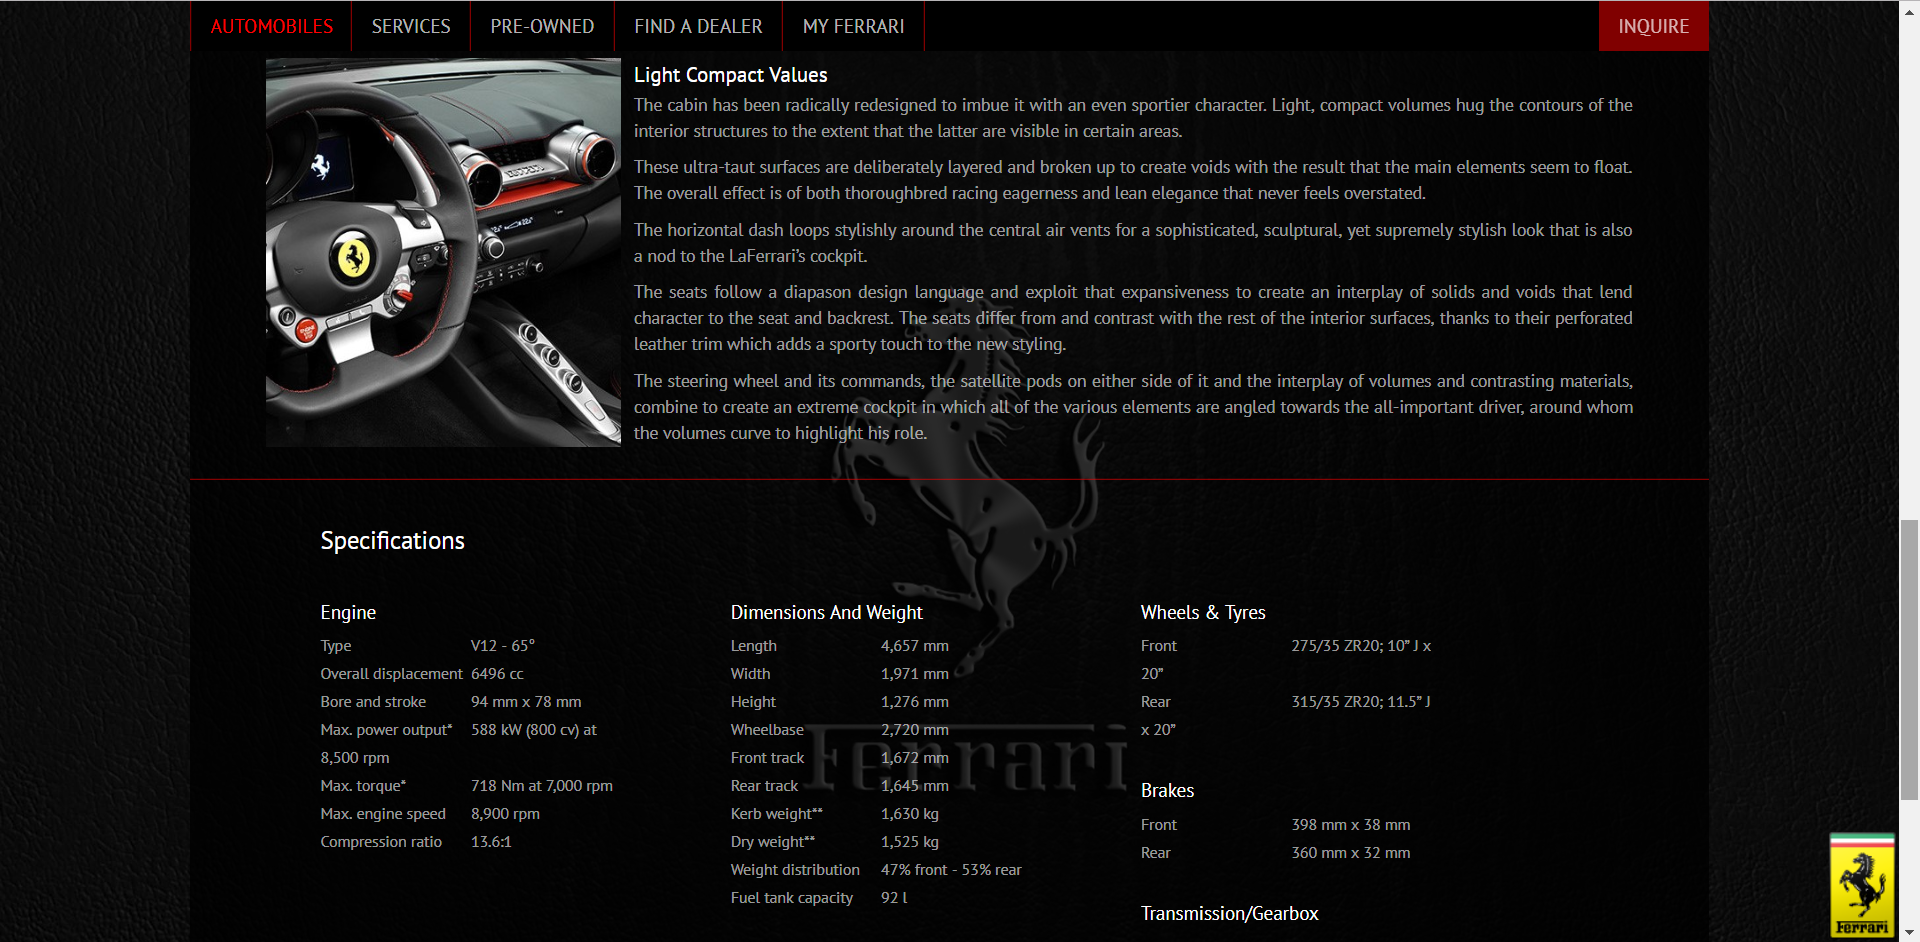 AUTOMOBILES SERVICES PRE-OWNED FIND A DEALER MY FERRARI INQUIRE
Light Compact Values
The cabin has been radically redesigned to imbue it with an even sportier character. Light, compact volumes hug the contours of the
interior structures to the extent that the latter are visible in certain areas.
These ultra-taut surfaces are deliberately layered and broken up to create voids with the result that the main elements seem to float.
The overall effect is of both thoroughbred racing eagerness and lean elegance that never feels overstated.
The horizontal dash loops stylishly around the central air vents for a sophisticated, sculptural, yet supremely stylish look that is also
a nod to the LaFerrari’s cockpit.
The seats follow a diapason design language and exploit that expansiveness to create an interplay of solids and voids that lend
character to the seat and backrest. The seats differ from and contrast with the rest of the interior surfaces, thanks to their perforated
leather trim which adds a sporty touch to the new styling.
The steering wheel and its commands, the satellite pods on either side of it and the interplay of volumes and contrasting materials,
combine to create an extreme cockpit in which all of the various elements are angled towards the all-important driver, around whom
the volumes curve to highlight his role.
Specifications
Engine
Type V12 - 65°
Overall displacement 6496 cc
Bore and stroke 94 mm x 78 mm
Max. power output* 588 kW (800 cv) at
8,500 rpm
Max. torque* 718 Nm at 7,000 rpm
Max. engine speed 8,900 rpm
Compression ratio 13.6:1
Dimensions And Weight
Length 4,657 mm
Width 1,971 mm
Height 1,276 mm
Wheelbase 2,720 mm
Front track 1,672 mm
Rear track 1,645 mm
Kerb weight** 1,630 kg
Dry weight** 1,525 kg
Weight distribution 47% front - 53% rear
Fuel tank capacity 92 l
Wheels & Tyres
Front 275/35 ZR20; 10” J x
20”
Rear 315/35 ZR20; 11.5” J
x 20”
Brakes
Front 398 mm x 38 mm
Rear 360 mm x 32 mm
Transmission/Gearbox
Ferrari
Ferrari